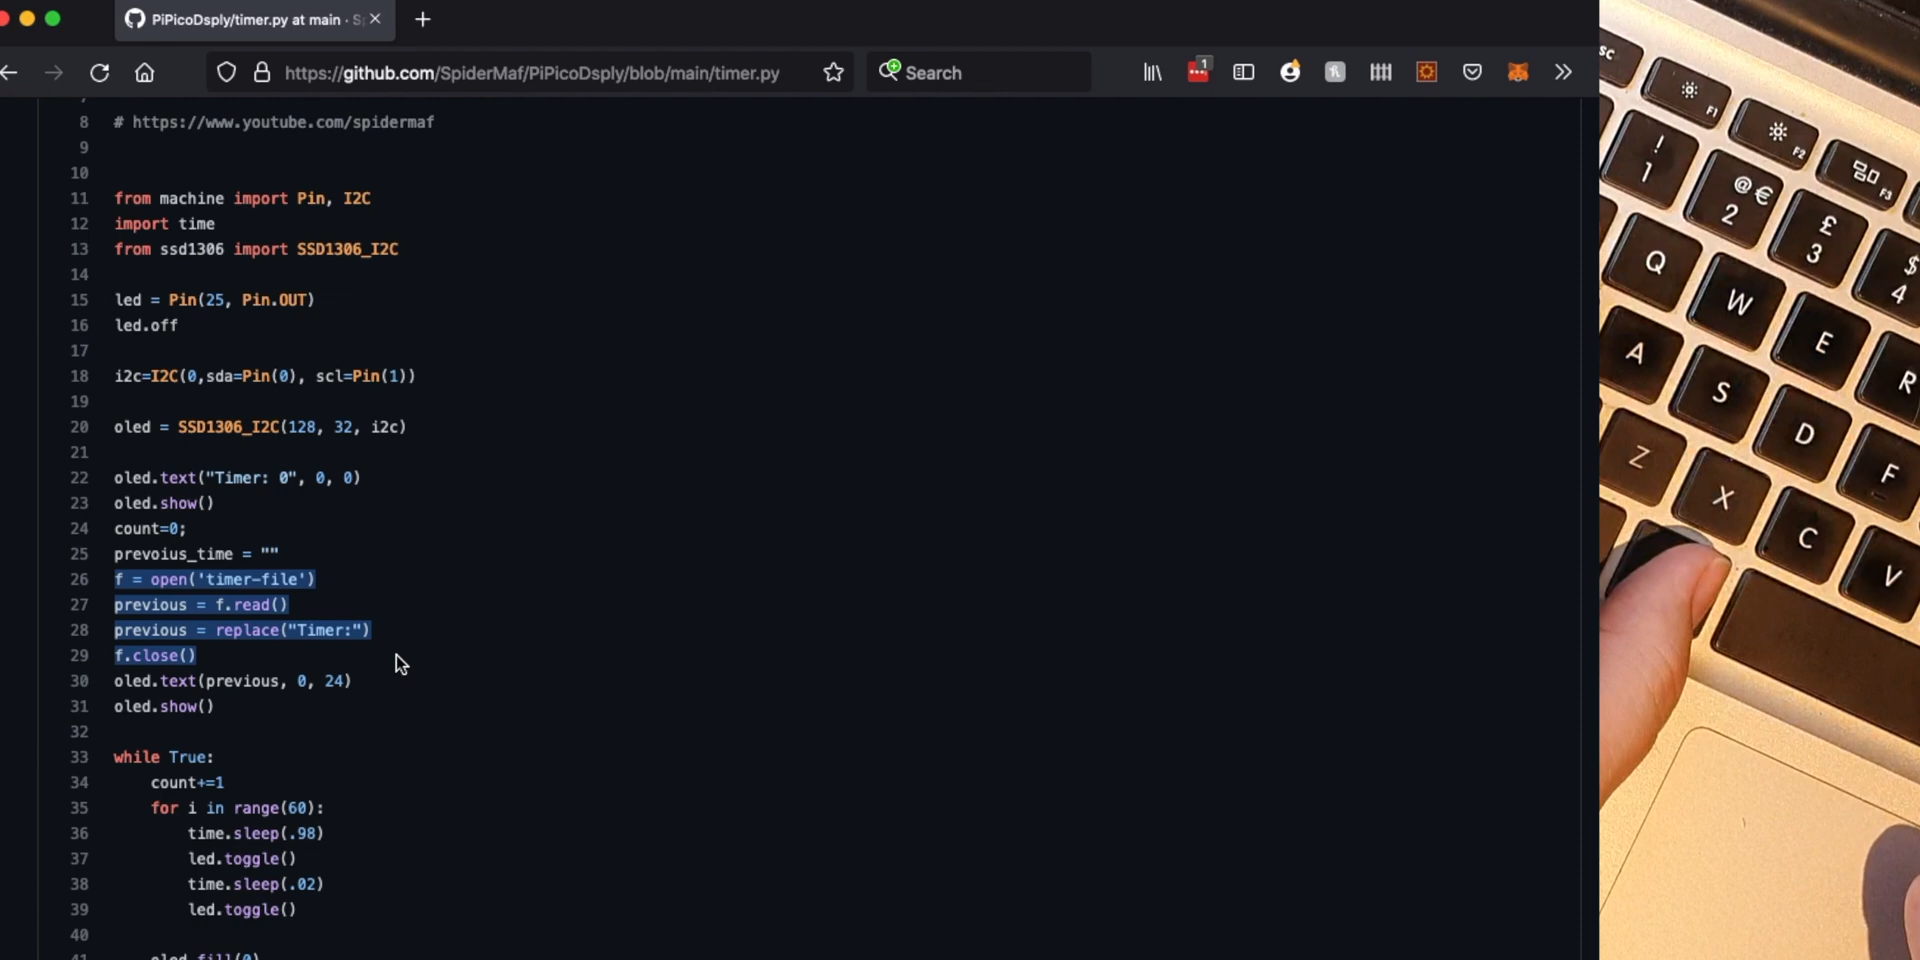 PiPicoDsply/timer.py at main · S
https://github.com/SpiderMaf/PiPicoDsply/blob/main/timer.py
Search
1
8 # https://www.youtube.com/spidermaf
9
10
11 from machine import Pin, I2C
12 import time
13 from ssd1306 import SSD1306_I2C
14
15 led = Pin(25, Pin.OUT)
16 led.off
17
18 i2c=I2C(0,sda=Pin(0), scl=Pin(1))
19
20 oled = SSD1306_I2C(128, 32, i2c)
21
22 oled.text("Timer: 0", 0, 0)
23 oled.show()
24 count=0;
25 prevoius_time = ""
26 f = open('timer-file')
27 previous = f.read()
28 previous = replace("Timer:")
29 f.close()
30 oled.text(previous, 0, 24)
31 oled.show()
32
33 while True:
34 count+=1
35 for i in range(60):
36 time.sleep(.98)
37 led.toggle()
38 time.sleep(.02)
39 led.toggle()
40
41 oled.fill(0)
sc
F1
F2
F3
! 1
@ € 2
£ 3
$ 4
Q
W
E
R
A
S
D
F
Z
X
C
V